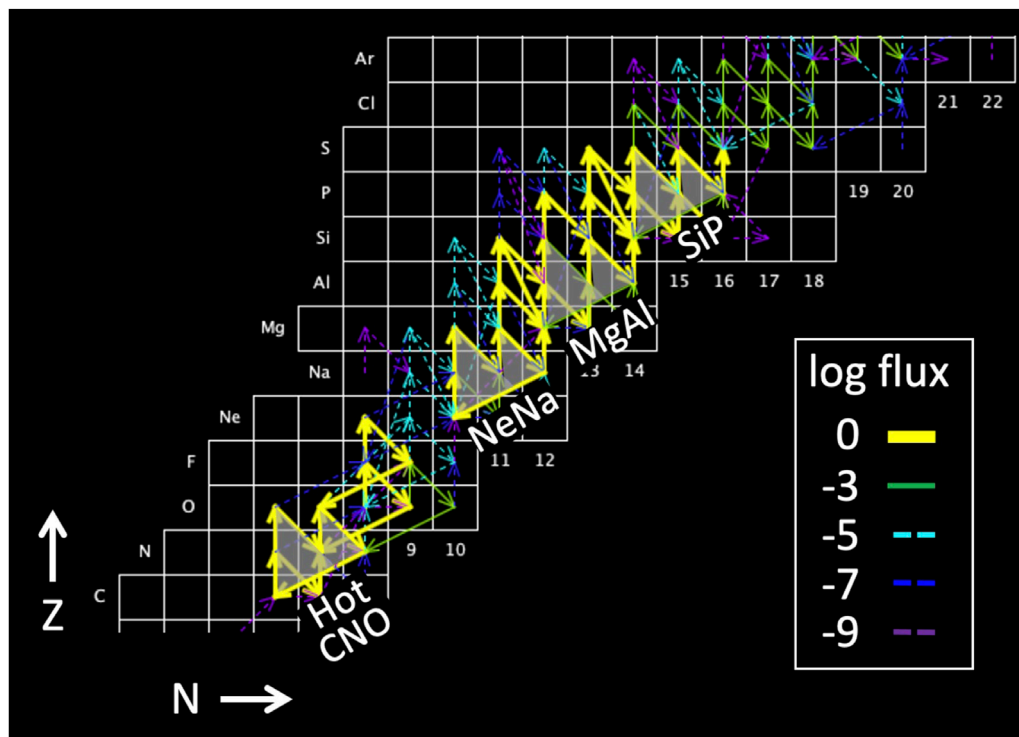 Ar
Cl
21 22
S
P
19 20
Si
SiP
Al
15 16 17 18
Mg
MgAl
Na
13 14
Ne
NeNa
F
11 12
O
N
9 10
C
Hot
CNO
Z
N
log flux
0
-3
-5
-7
-9